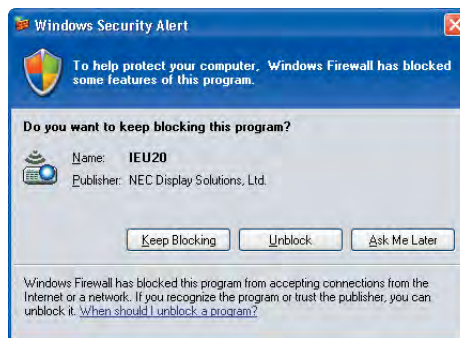 Windows Security Alert
To help protect your computer, Windows Firewall has blocked
some features of this program.
Do you want to keep blocking this program?
Name: IEU20
Publisher: NEC Display Solutions, Ltd.
Keep Blocking Unblock Ask Me Later
Windows Firewall has blocked this program from accepting connections from the
Internet or a network. If you recognize the program or trust the publisher, you can
unblock it. When should I unblock a program?